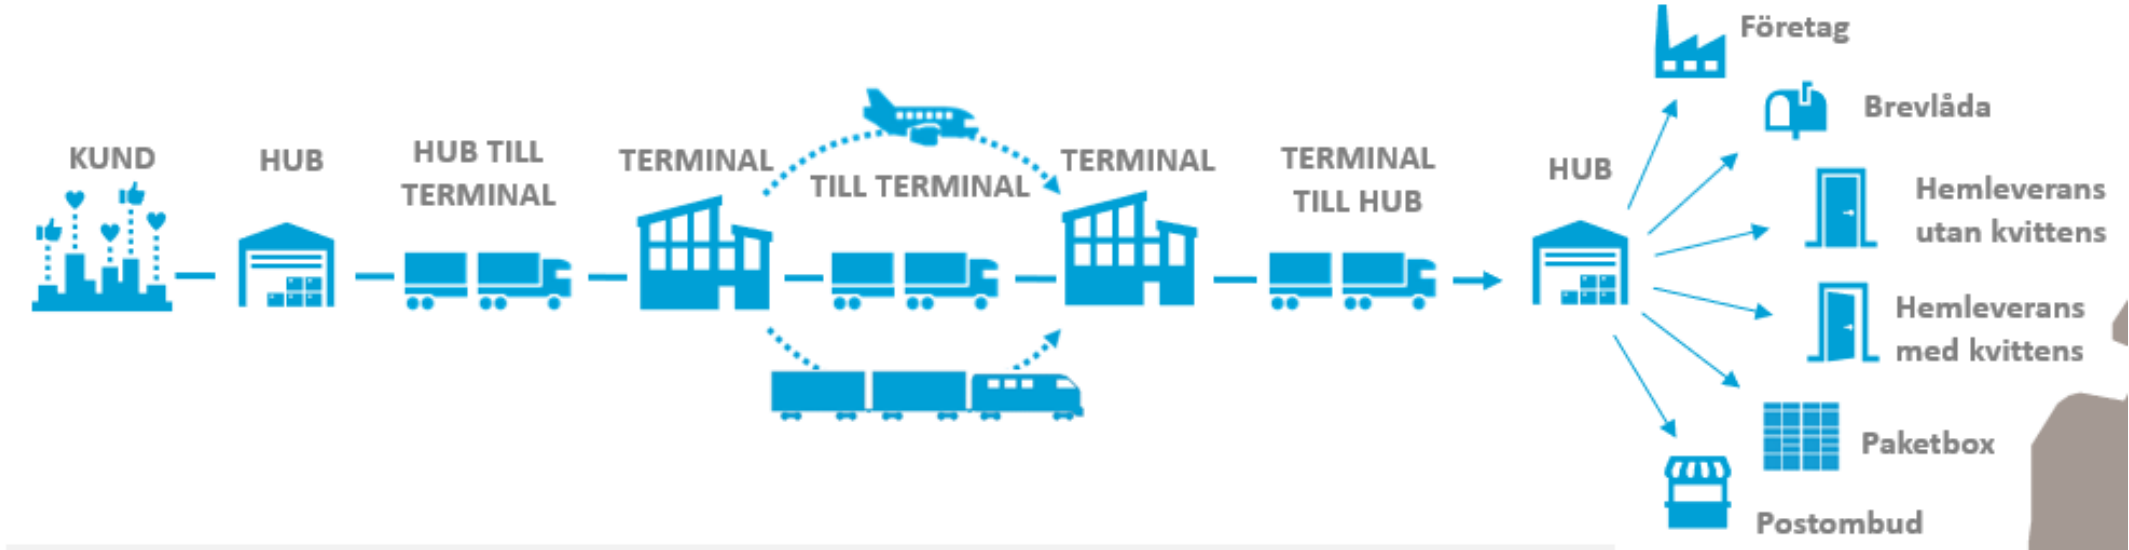 KUND
HUB
HUB TILL
TERMINAL
TERMINAL
TILL TERMINAL
TERMINAL
TERMINAL
TILL HUB
HUB
Företag
Brevlåda
Hemleverans
utan kvittens
Hemleverans
med kvittens
Paketbox
Postombud